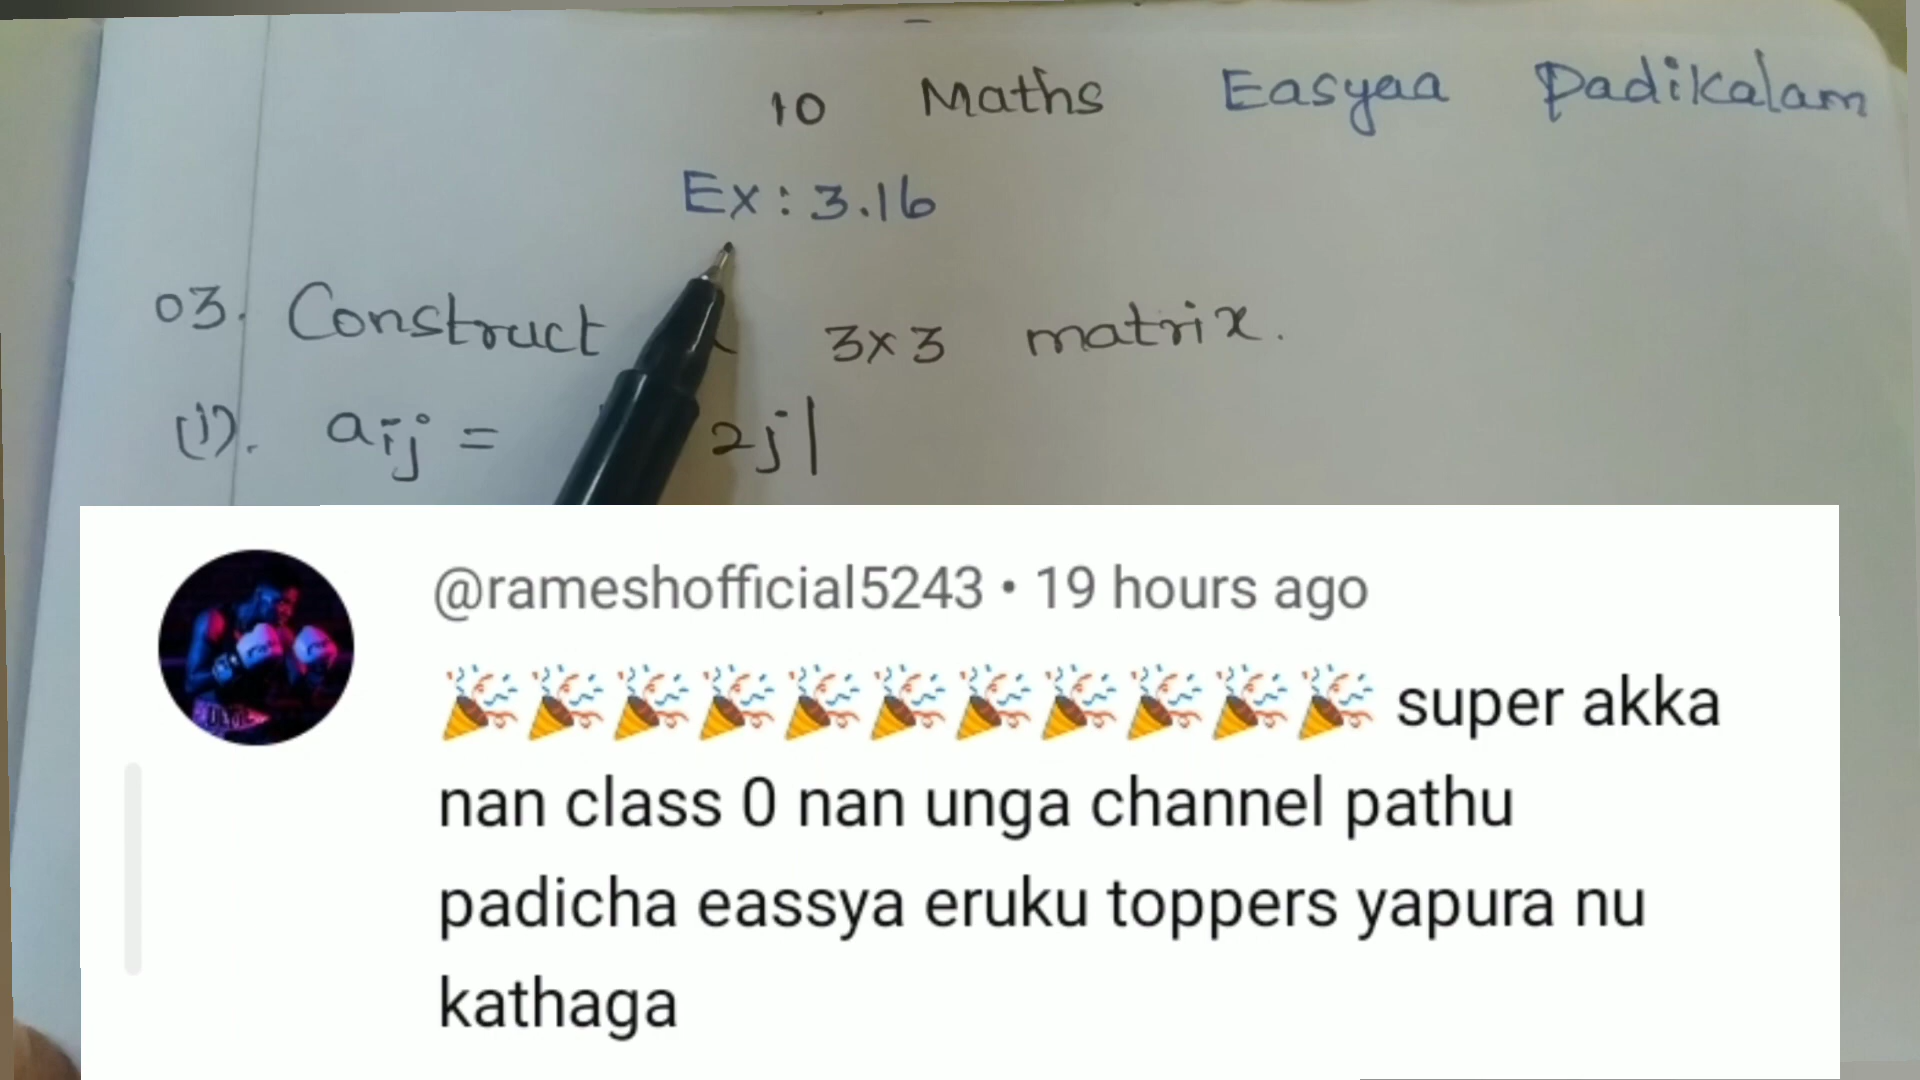 10 Maths Easyaa Padikalam
Ex: 3.16
03. Construct 3x3 matrix.
(i). aij = 2j|
@rameshofficial5243 • 19 hours ago
🎉🎉🎉🎉🎉🎉🎉🎉🎉🎉🎉 super akka
nan class 0 nan unga channel pathu
padicha eassya eruku toppers yapura nu
kathaga